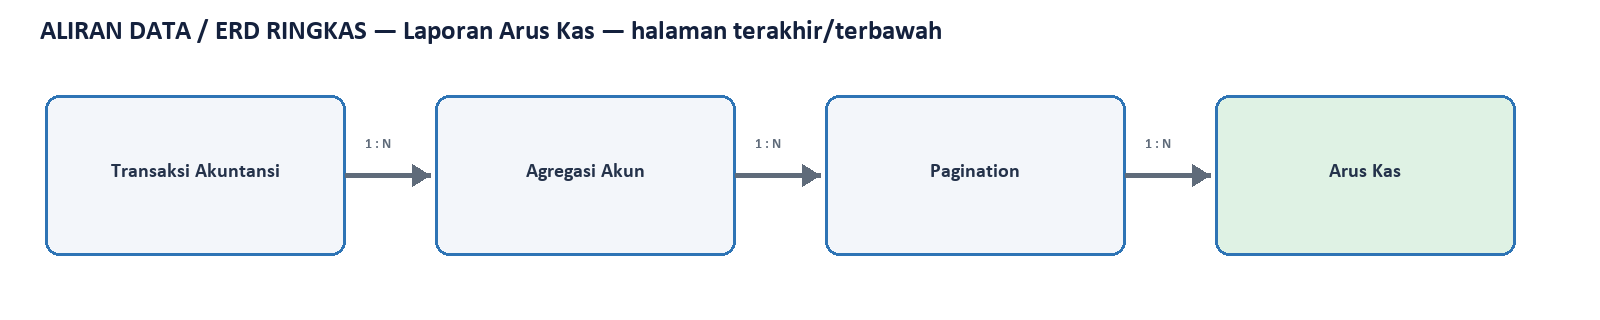 ALIRAN DATA / ERD RINGKAS — Laporan Arus Kas — halaman terakhir/terbawah
Transaksi Akuntansi
1 : N
Agregasi Akun
1 : N
Pagination
1 : N
Arus Kas